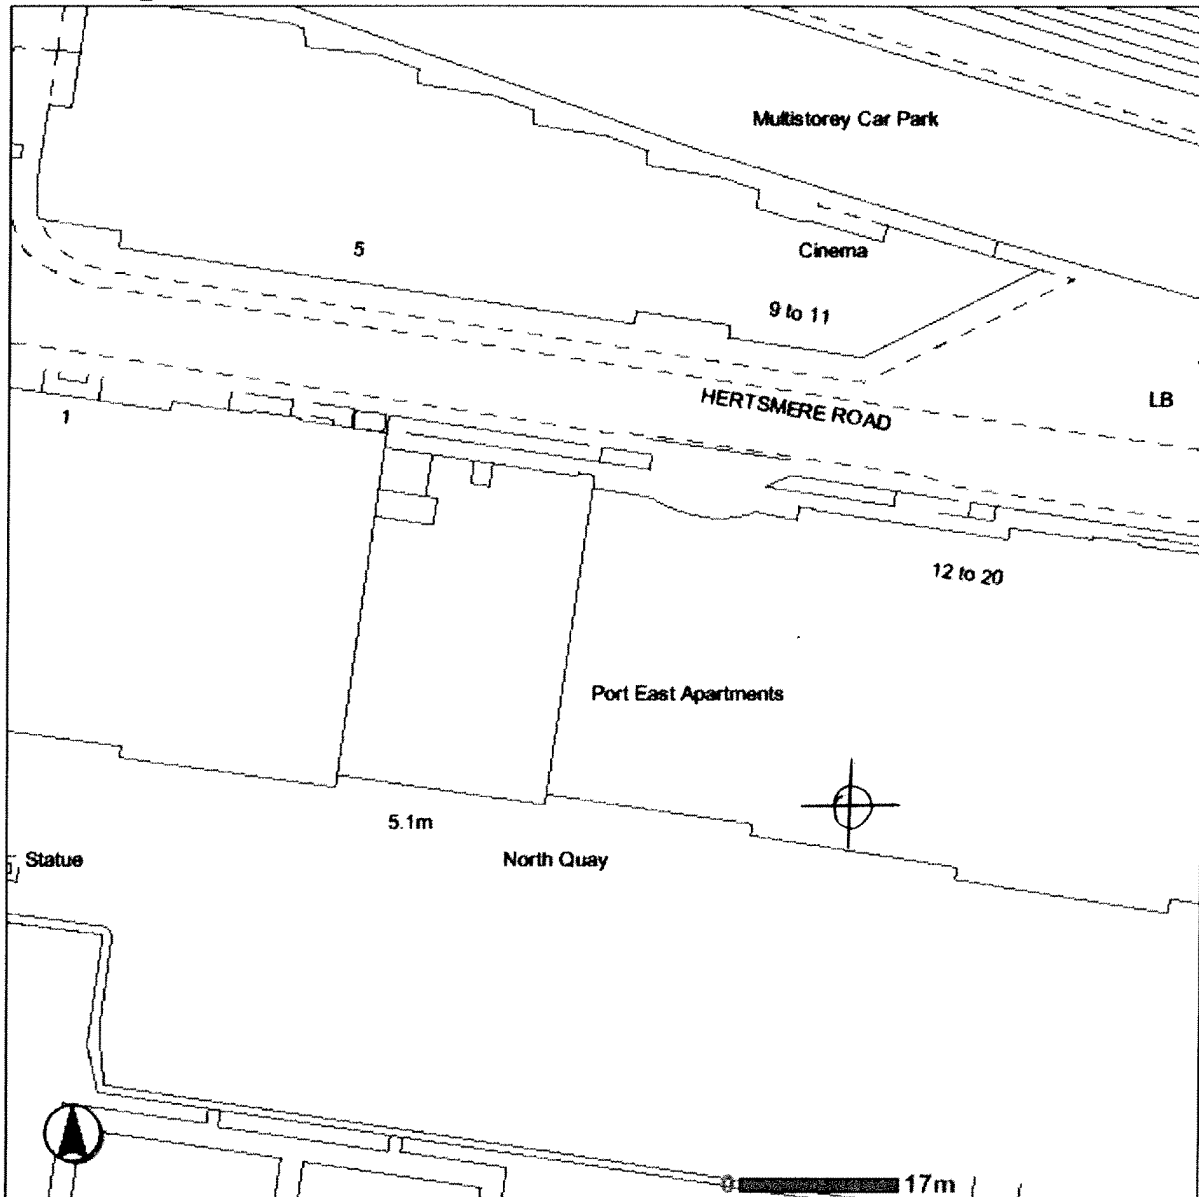 Multistorey Car Park
5
Cinema
9 to 11
HERTSMERE ROAD
LB
1
12 to 20
Port East Apartments
5.1m
Statue
North Quay
0
17m